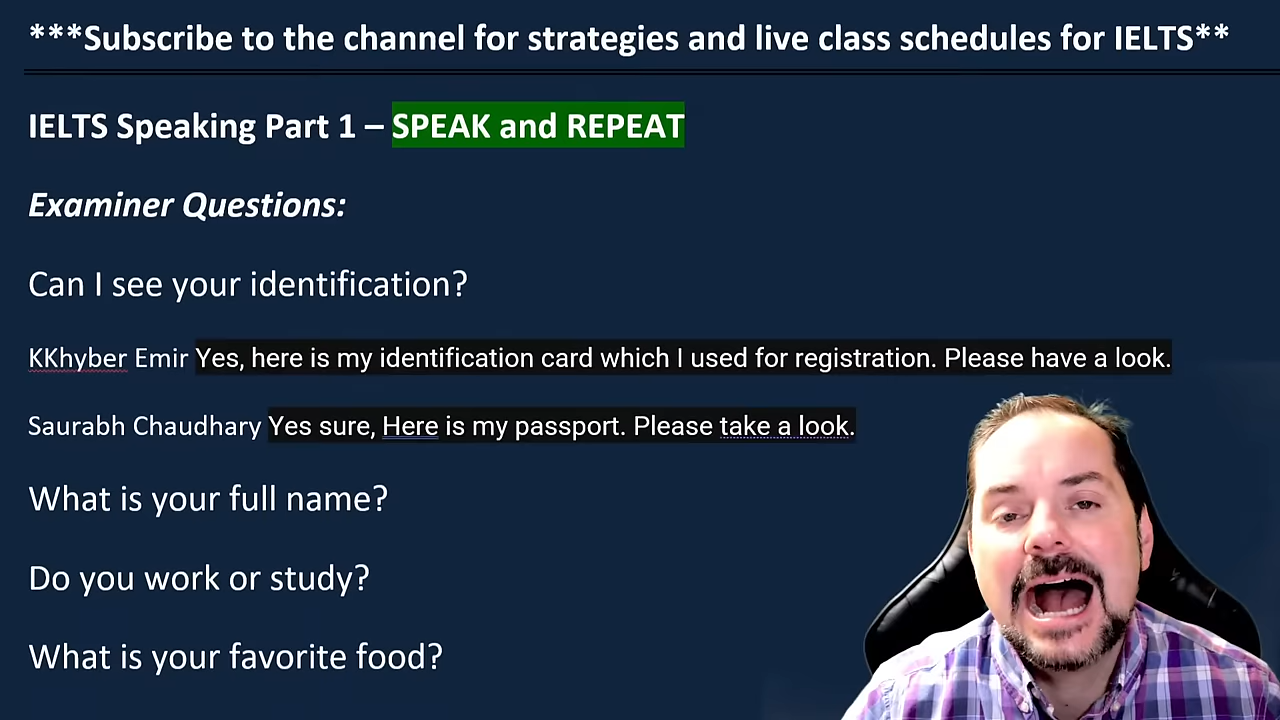 ***Subscribe to the channel for strategies and live class schedules for IELTS**
IELTS Speaking Part 1 – SPEAK and REPEAT
Examiner Questions:
Can I see your identification?
KKhyber Emir Yes, here is my identification card which I used for registration. Please have a look.
Saurabh Chaudhary Yes sure, Here is my passport. Please take a look.
What is your full name?
Do you work or study?
What is your favorite food?